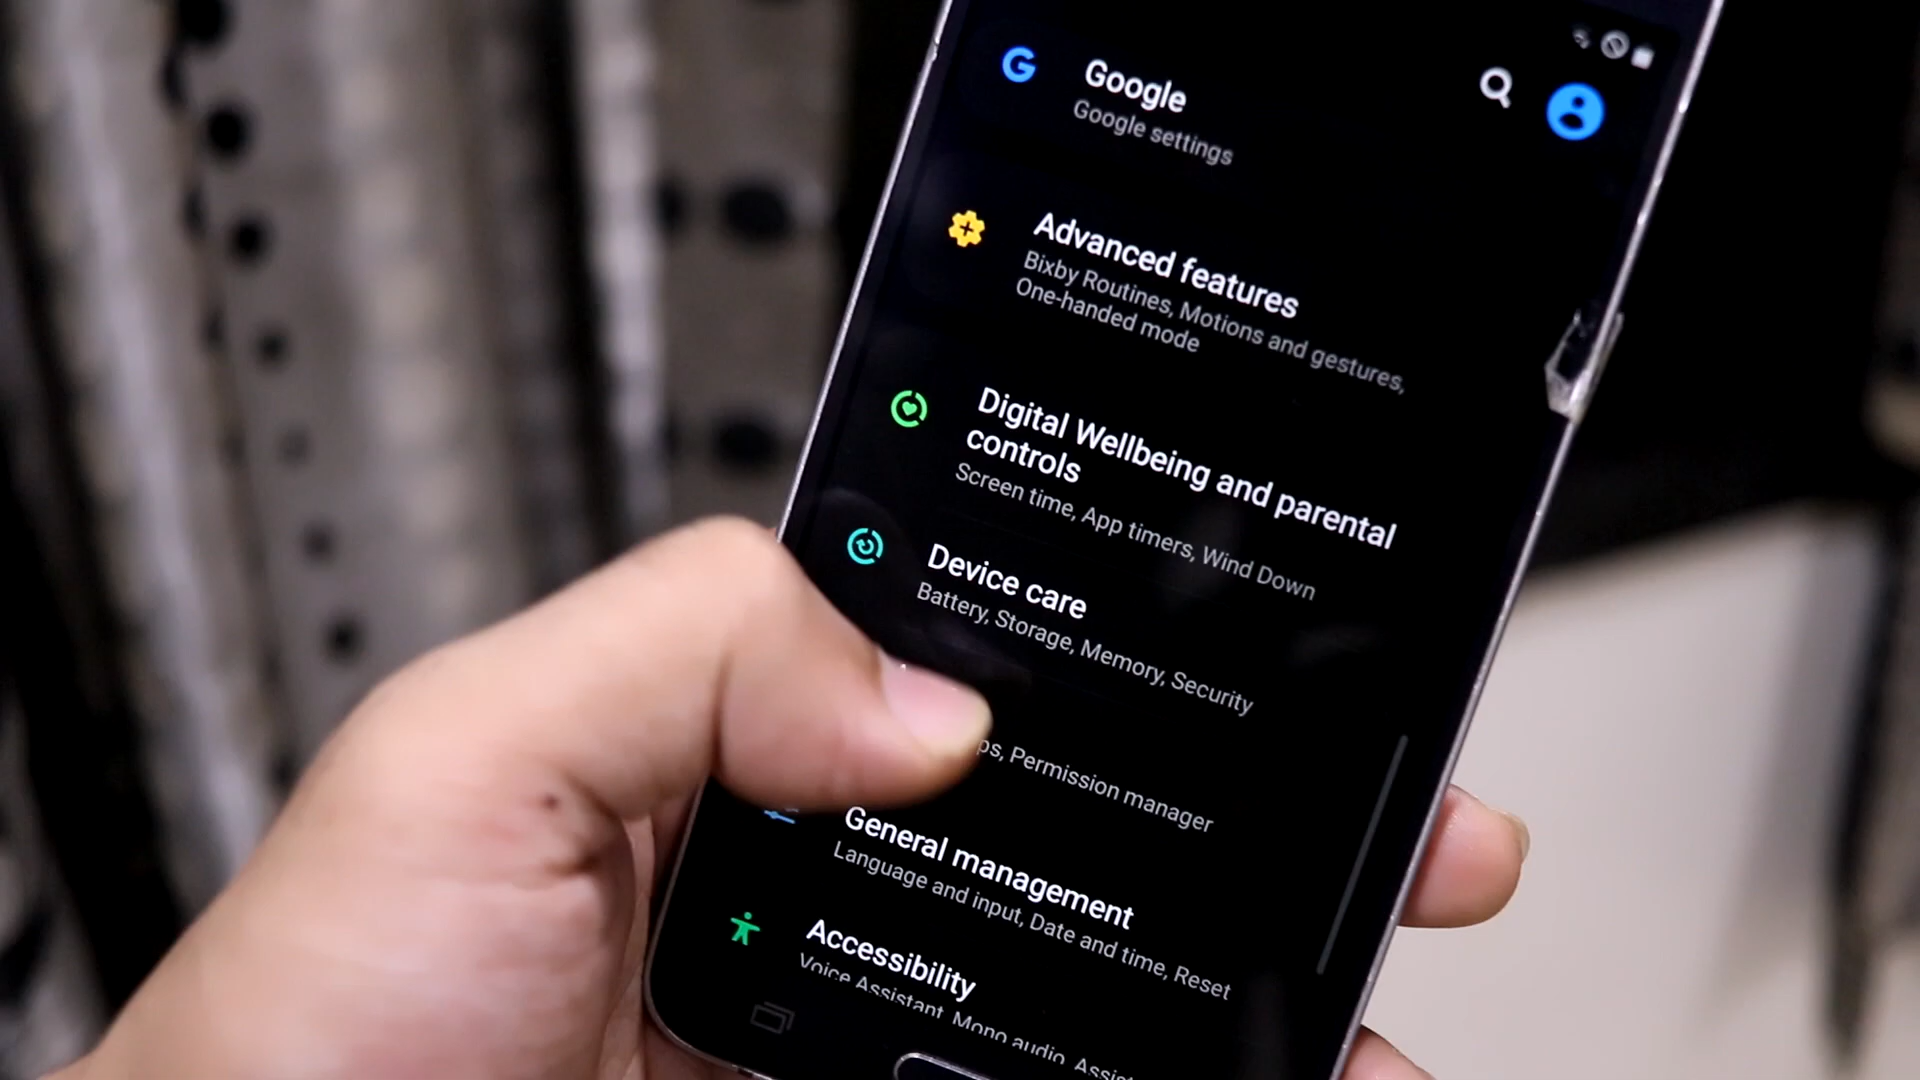 Google
Google settings
Advanced features
Bixby Routines, Motions and gestures,
One-handed mode
Digital Wellbeing and parental
controls
Screen time, App timers, Wind Down
Device care
Battery, Storage, Memory, Security
Permission manager
General management
Language and input, Date and time, Reset
Accessibility
Voice Assistant, Mono audio,